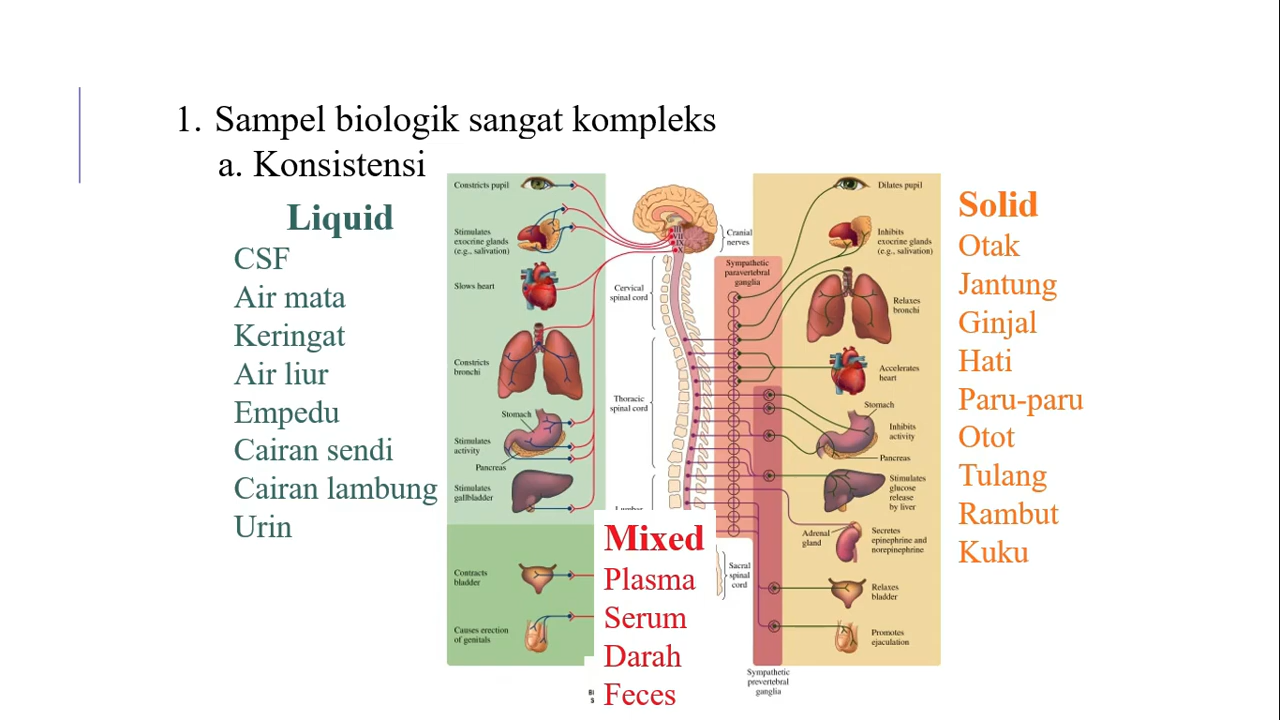 1. Sampel biologik sangat kompleks
a. Konsistensi
Liquid
CSF
Air mata
Keringat
Air liur
Empedu
Cairan sendi
Cairan lambung
Urin
Constricts pupil
Stimulates
exocrine glands
(e.g., salivation)
Slows heart
Constricts
bronchi
Stomach
Stimulates
activity
Pancreas
Stimulates
gallbladder
Contracts
bladder
Causes erection
of genitals
III
VII
IX
X
Cranial
nerves
Cervical
spinal cord
Thoracic
spinal cord
Sympathetic
paravertebral
ganglia
Sacral
spinal
cord
Sympathetic
prevertebral
ganglia
Mixed
Plasma
Serum
Darah
Feces
Dilates pupil
Inhibits
exocrine glands
(e.g., salivation)
Relaxes
bronchi
Accelerates
heart
Stomach
Inhibits
activity
Pancreas
Stimulates
glucose
release
by liver
Adrenal
gland
Secretes
epinephrine and
norepinephrine
Relaxes
bladder
Promotes
ejaculation
Solid
Otak
Jantung
Ginjal
Hati
Paru-paru
Otot
Tulang
Rambut
Kuku